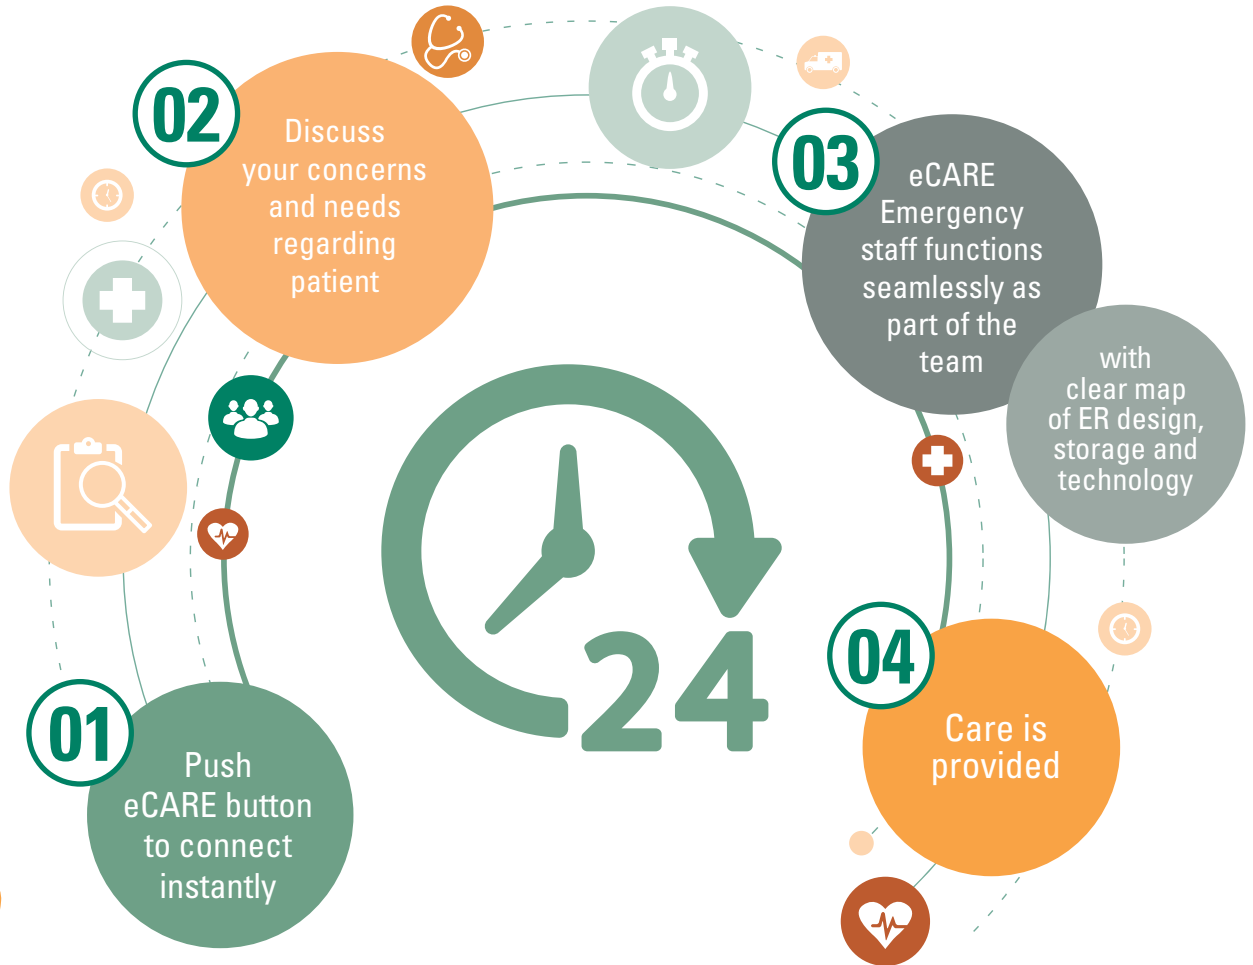 01
Push
eCARE button
to connect
instantly
02
Discuss
your concerns
and needs
regarding
patient
03
eCARE
Emergency
staff functions
seamlessly as
part of the
team
with
clear map
of ER design,
storage and
technology
04
Care is
provided
24